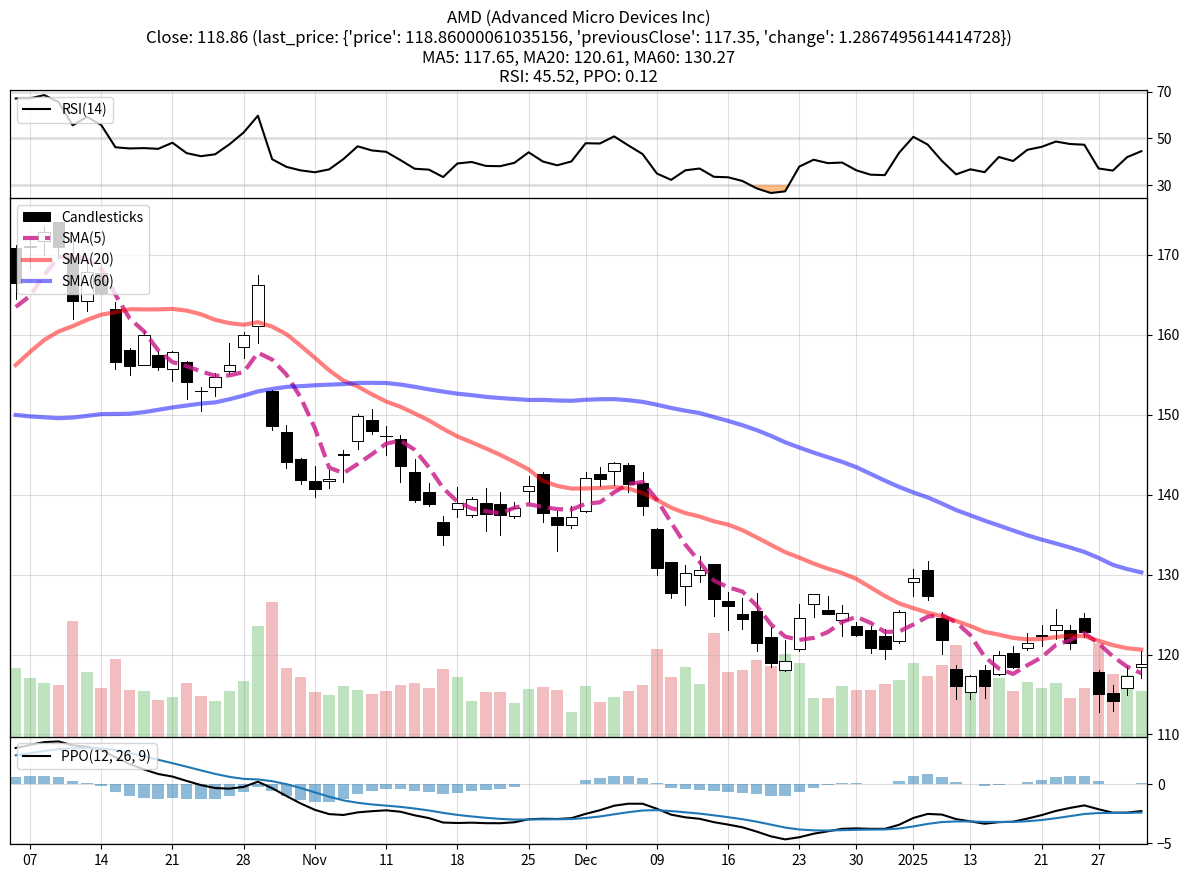 AMD (Advanced Micro Devices Inc)
Close: 118.86 (last_price: {'price': 118.86000061035156, 'previousClose': 117.35, 'change': 1.2867495614414728})
MA5: 117.65, MA20: 120.61, MA60: 130.27
RSI: 45.52, PPO: 0.12
RSI(14)
70
50
30
Candlesticks
SMA(5)
SMA(20)
SMA(60)
170
160
150
140
130
120
110
PPO(12, 26, 9)
0
−5
07 14 21 28 Nov 11 18 25 Dec 09 16 23 30 2025 13 21 27